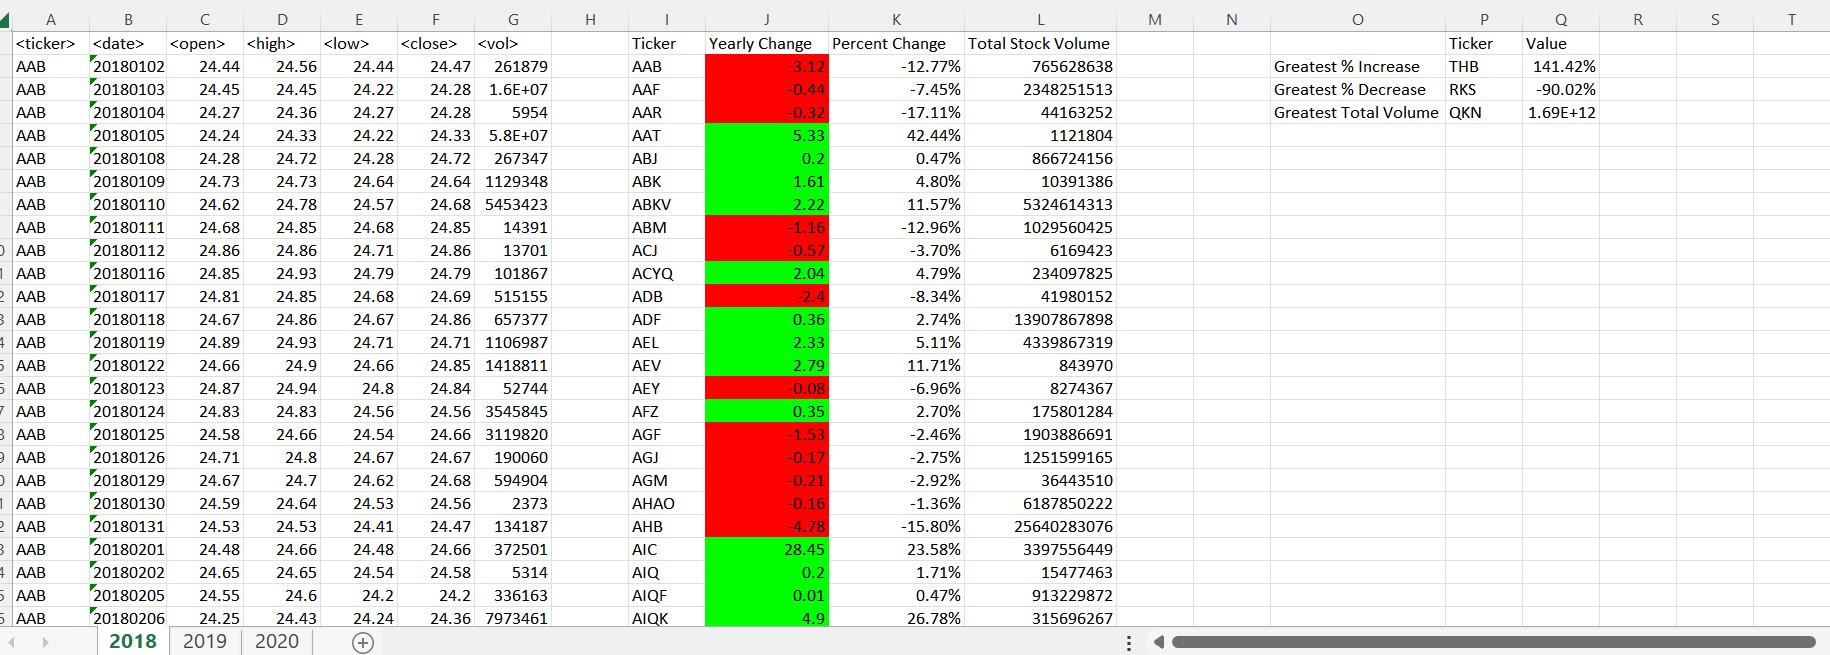 A B C D E F G H I J K L M N O P Q R S T
<ticker> <date> <open> <high> <low> <close> <vol> Ticker Yearly Change Percent Change Total Stock Volume Ticker Value
AAB 20180102 24.44 24.56 24.44 24.47 261879 AAB -3.12 -12.77% 765628638 Greatest % Increase THB 141.42%
AAB 20180103 24.45 24.45 24.22 24.28 1.6E+07 AAF -0.44 -7.45% 2348251513 Greatest % Decrease RKS -90.02%
AAB 20180104 24.27 24.36 24.27 24.28 5954 AAR -0.32 -17.11% 44163252 Greatest Total Volume QKN 1.69E+12
AAB 20180105 24.24 24.33 24.22 24.33 5.8E+07 AAT 5.33 42.44% 1121804
AAB 20180108 24.28 24.72 24.28 24.72 267347 ABJ 0.2 0.47% 866724156
AAB 20180109 24.73 24.73 24.64 24.64 1129348 ABK 1.61 4.80% 10391386
AAB 20180110 24.62 24.78 24.57 24.68 5453423 ABKV 2.22 11.57% 5324614313
AAB 20180111 24.68 24.85 24.68 24.85 14391 ABM -1.16 -12.96% 1029560425
AAB 20180112 24.86 24.86 24.71 24.86 13701 ACJ -0.57 -3.70% 6169423
AAB 20180116 24.85 24.93 24.79 24.79 101867 ACYQ 2.04 4.79% 234097825
AAB 20180117 24.81 24.85 24.68 24.69 515155 ADB -2.4 -8.34% 41980152
AAB 20180118 24.67 24.86 24.67 24.86 657377 ADF 0.36 2.74% 13907867898
AAB 20180119 24.89 24.93 24.71 24.71 1106987 AEL 2.33 5.11% 4339867319
AAB 20180122 24.66 24.9 24.66 24.85 1418811 AEV 2.79 11.71% 843970
AAB 20180123 24.87 24.94 24.8 24.84 52744 AEY -0.08 -6.96% 8274367
AAB 20180124 24.83 24.83 24.56 24.56 3545845 AFZ 0.35 2.70% 175801284
AAB 20180125 24.58 24.66 24.54 24.66 3119820 AGF -1.53 -2.46% 1903886691
AAB 20180126 24.71 24.8 24.67 24.67 190060 AGJ -0.17 -2.75% 1251599165
AAB 20180129 24.67 24.7 24.62 24.68 594904 AGM -0.21 -2.92% 36443510
AAB 20180130 24.59 24.64 24.53 24.56 2373 AHAO -0.16 -1.36% 6187850222
AAB 20180131 24.53 24.53 24.41 24.47 134187 AHB -4.78 -15.80% 25640283076
AAB 20180201 24.48 24.66 24.48 24.66 372501 AIC 28.45 23.58% 3397556449
AAB 20180202 24.65 24.65 24.54 24.58 5314 AIQ 0.2 1.71% 15477463
AAB 20180205 24.55 24.6 24.2 24.2 336163 AIQF 0.01 0.47% 913229872
AAB 20180206 24.25 24.43 24.24 24.36 7973461 AIQK 4.9 26.78% 315696267
2018 2019 2020